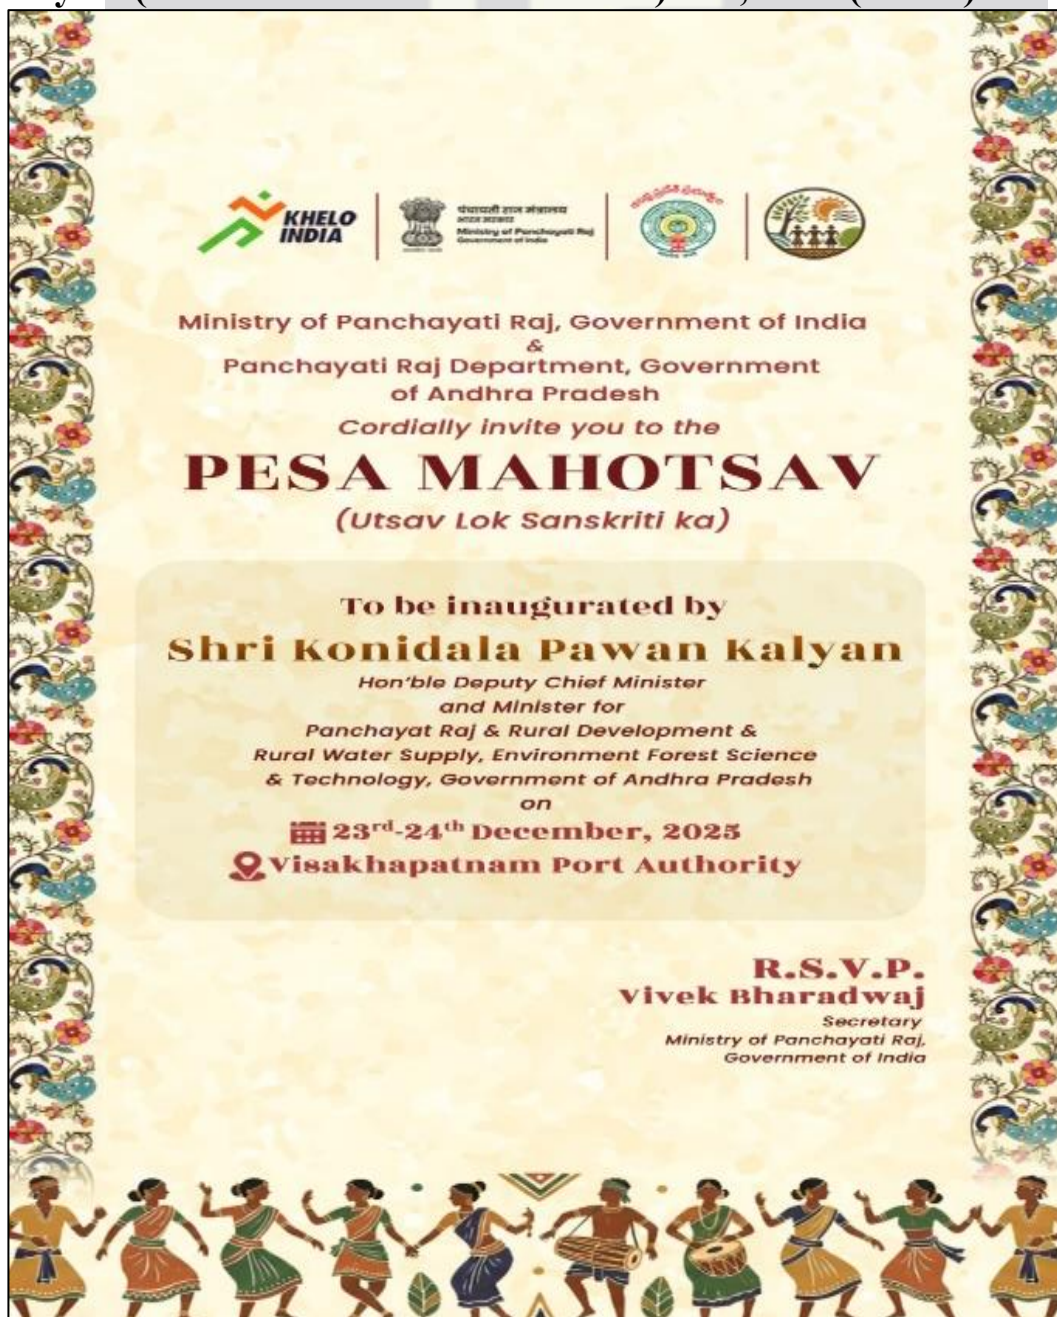 KHELO
INDIA
पंचायती राज मंत्रालय
भारत सरकार
Ministry of Panchayati Raj
Government of India
Ministry of Panchayati Raj, Government of India
&
Panchayati Raj Department, Government
of Andhra Pradesh
Cordially invite you to the
PESA MAHOTSAV
(Utsav Lok Sanskriti ka)
To be inaugurated by
Shri Konidala Pawan Kalyan
Hon'ble Deputy Chief Minister
and Minister for
Panchayat Raj & Rural Development &
Rural Water Supply, Environment Forest Science
& Technology, Government of Andhra Pradesh
on
23rd-24th December, 2025
Visakhapatnam Port Authority
R.S.V.P.
Vivek Bharadwaj
Secretary
Ministry of Panchayati Raj,
Government of India